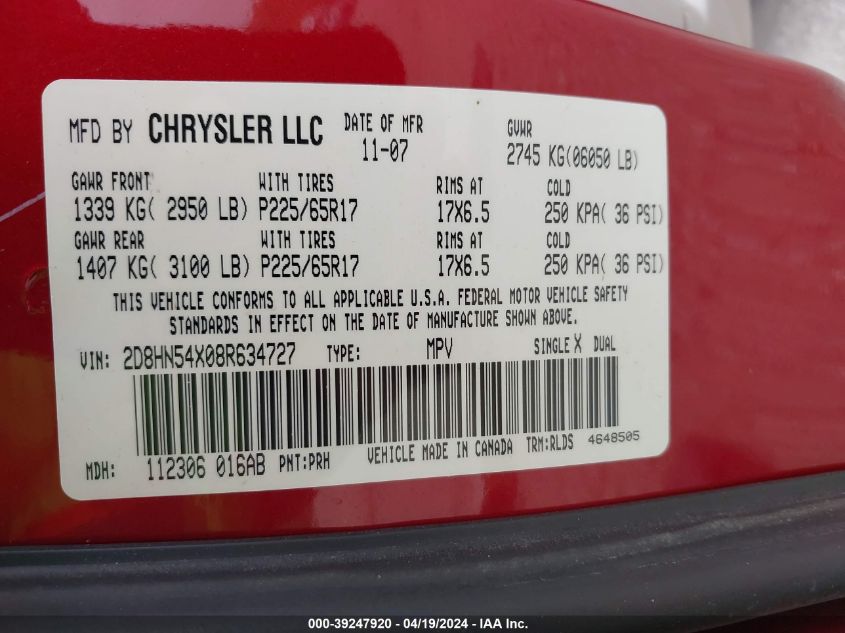 MFD BY CHRYSLER LLC DATE OF MFR GVWR
11-07 2745 KG(06050 LB)
GAWR FRONT WITH TIRES RIMS AT COLD
1339 KG( 2950 LB) P225/65R17 17X6.5 250 KPA( 36 PSI)
GAWR REAR WITH TIRES RIMS AT COLD
1407 KG( 3100 LB) P225/65R17 17X6.5 250 KPA( 36 PSI)
THIS VEHICLE CONFORMS TO ALL APPLICABLE U.S.A. FEDERAL MOTOR VEHICLE SAFETY
STANDARDS IN EFFECT ON THE DATE OF MANUFACTURE SHOWN ABOVE.
VIN: 2D8HN54X08R634727 TYPE: MPV SINGLE X DUAL
MDH: 112306 016AB PNT:PRH VEHICLE MADE IN CANADA TRM:RLDS 4648505
000-39247920 - 04/19/2024 - IAA Inc.